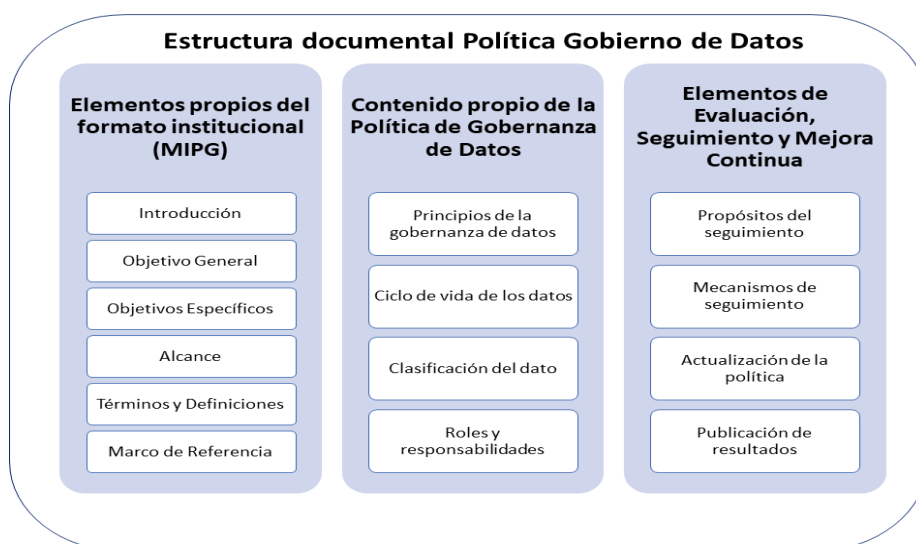 Estructura documental Política Gobierno de Datos
Elementos propios del
formato institucional
(MIPG)
Introducción
Objetivo General
Objetivos Específicos
Alcance
Términos y Definiciones
Marco de Referencia
Contenido propio de la
Política de Gobernanza
de Datos
Principios de la
gobernanza de datos
Ciclo de vida de los datos
Clasificación del dato
Roles y
responsabilidades
Elementos de
Evaluación,
Seguimiento y Mejora
Continua
Propósitos del
seguimiento
Mecanismos de
seguimiento
Actualización de la
política
Publicación de
resultados